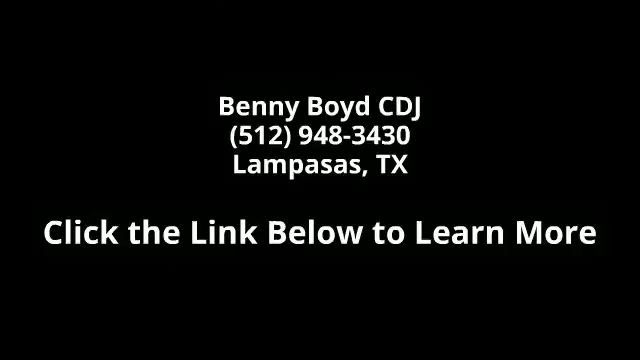 Benny Boyd CDJ
(512) 948-3430
Lampasas, TX
Click the Link Below to Learn More